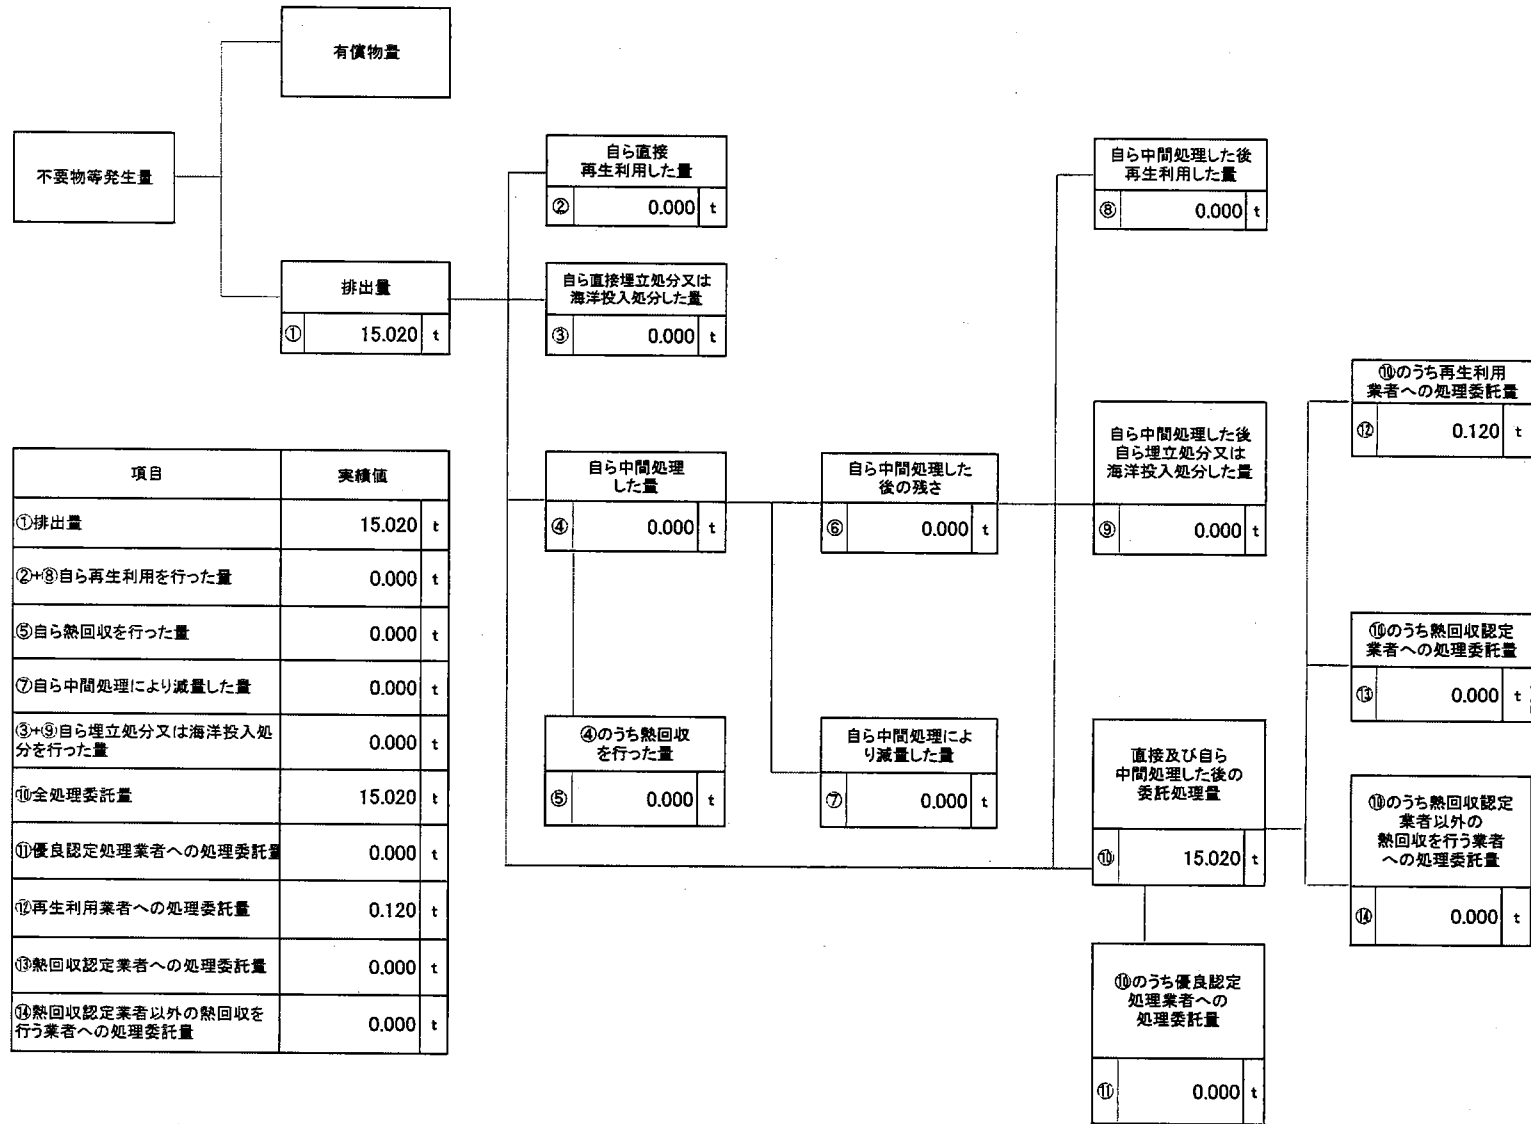 有償物量
不要物等発生量
排出量
① 15.020 t
自ら直接
再生利用した量
② 0.000 t
自ら直接埋立処分又は
海洋投入処分した量
③ 0.000 t
自ら中間処理
した量
④ 0.000 t
④のうち熱回収
を行った量
⑤ 0.000 t
自ら中間処理した
後の残さ
⑥ 0.000 t
自ら中間処理によ
り減量した量
⑦ 0.000 t
自ら中間処理した後
再生利用した量
⑧ 0.000 t
自ら中間処理した後
自ら埋立処分又は
海洋投入処分した量
⑨ 0.000 t
直接及び自ら
中間処理した後の
委託処理量
⑩ 15.020 t
⑩のうち優良認定
処理業者への
処理委託量
⑪ 0.000 t
⑩のうち再生利用
業者への処理委託量
⑫ 0.120 t
⑩のうち熱回収認定
業者への処理委託量
⑬ 0.000 t
⑩のうち熱回収認定
業者以外の
熱回収を行う業者
への処理委託量
⑭ 0.000 t
項目 実績値
①排出量 15.020 t
②+⑧自ら再生利用を行った量 0.000 t
⑤自ら熱回収を行った量 0.000 t
⑦自ら中間処理により減量した量 0.000 t
③+⑨自ら埋立処分又は海洋投入処
分を行った量 0.000 t
⑩全処理委託量 15.020 t
⑪優良認定処理業者への処理委託量 0.000 t
⑫再生利用業者への処理委託量 0.120 t
⑬熱回収認定業者への処理委託量 0.000 t
⑭熱回収認定業者以外の熱回収を
行う業者への処理委託量 0.000 t